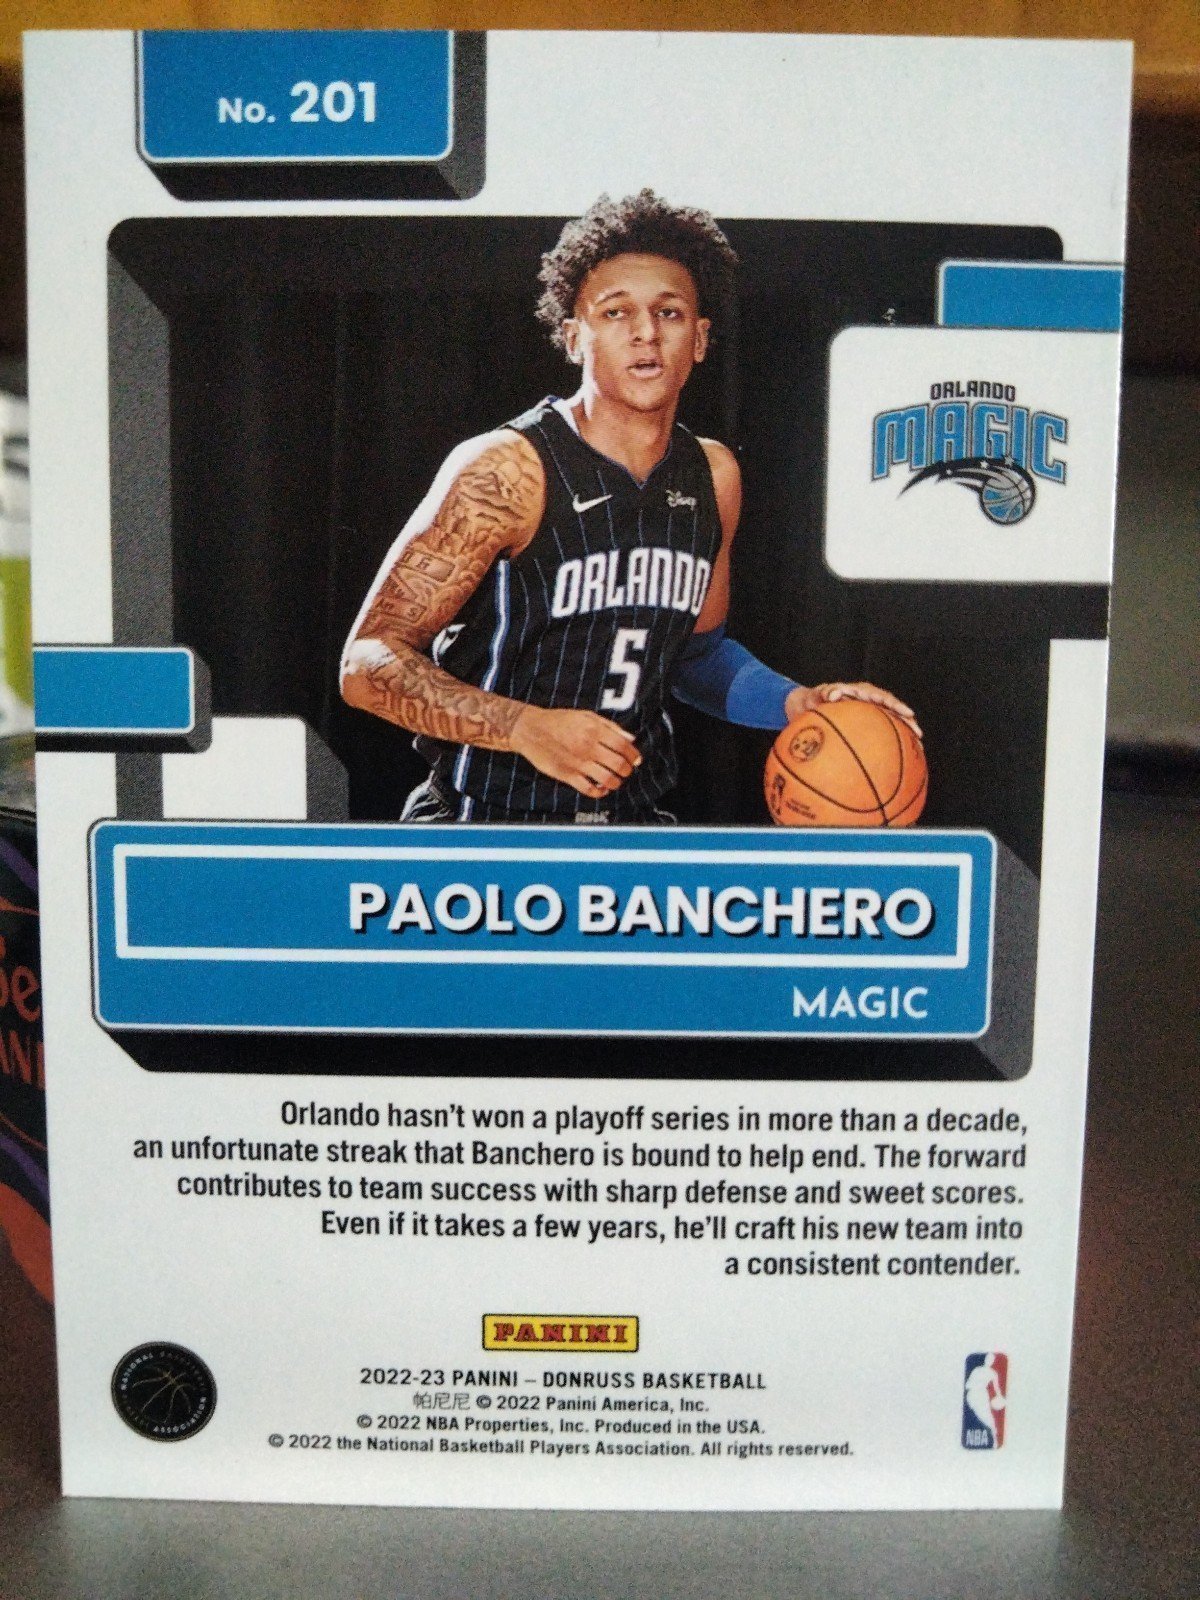 No. 201
ORLANDO
MAGIC
Disney
ORLANDO
5
PAOLO BANCHERO
MAGIC
Orlando hasn't won a playoff series in more than a decade,
an unfortunate streak that Banchero is bound to help end. The forward
contributes to team success with sharp defense and sweet scores.
Even if it takes a few years, he'll craft his new team into
a consistent contender.
PANINI
2022-23 PANINI – DONRUSS BASKETBALL
帕尼尼 © 2022 Panini America, Inc.
© 2022 NBA Properties, Inc. Produced in the USA.
© 2022 the National Basketball Players Association. All rights reserved.
NBA